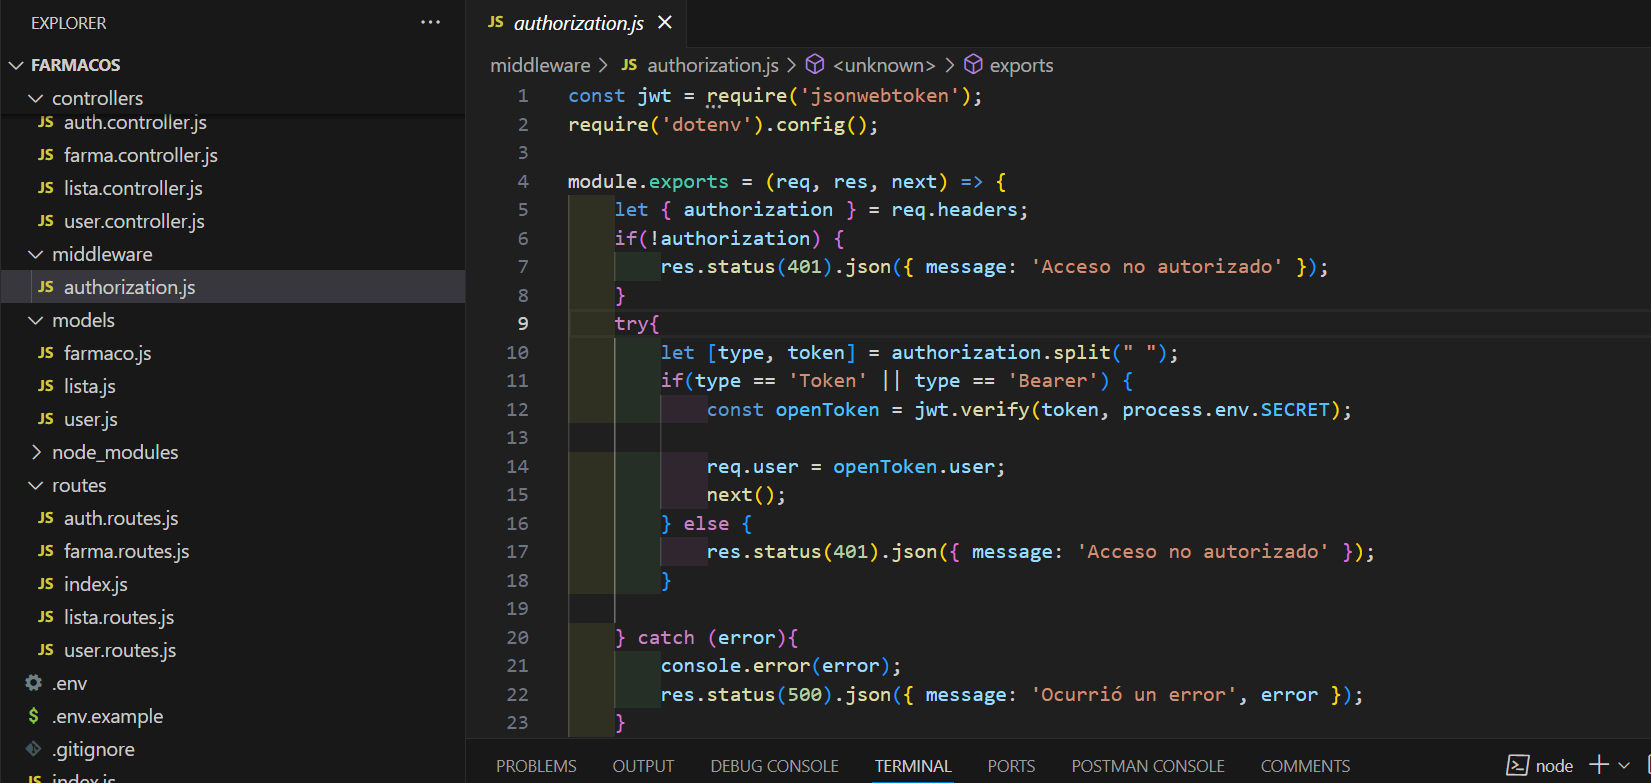 EXPLORER
···
FARMACOS
controllers
JS auth.controller.js
JS farma.controller.js
JS lista.controller.js
JS user.controller.js
middleware
JS authorization.js
models
JS farmaco.js
JS lista.js
JS user.js
node_modules
routes
JS auth.routes.js
JS farma.routes.js
JS index.js
JS lista.routes.js
JS user.routes.js
.env
$ .env.example
.gitignore
JS index.js
JS authorization.js ×
middleware > JS authorization.js > <unknown> > exports
1 const jwt = require('jsonwebtoken');
2 require('dotenv').config();
3
4 module.exports = (req, res, next) => {
5 let { authorization } = req.headers;
6 if(!authorization) {
7 res.status(401).json({ message: 'Acceso no autorizado' });
8 }
9 try{
10 let [type, token] = authorization.split(" ");
11 if(type == 'Token' || type == 'Bearer') {
12 const openToken = jwt.verify(token, process.env.SECRET);
13
14 req.user = openToken.user;
15 next();
16 } else {
17 res.status(401).json({ message: 'Acceso no autorizado' });
18 }
19
20 } catch (error){
21 console.error(error);
22 res.status(500).json({ message: 'Ocurrió un error', error });
23 }
PROBLEMS OUTPUT DEBUG CONSOLE TERMINAL PORTS POSTMAN CONSOLE COMMENTS node